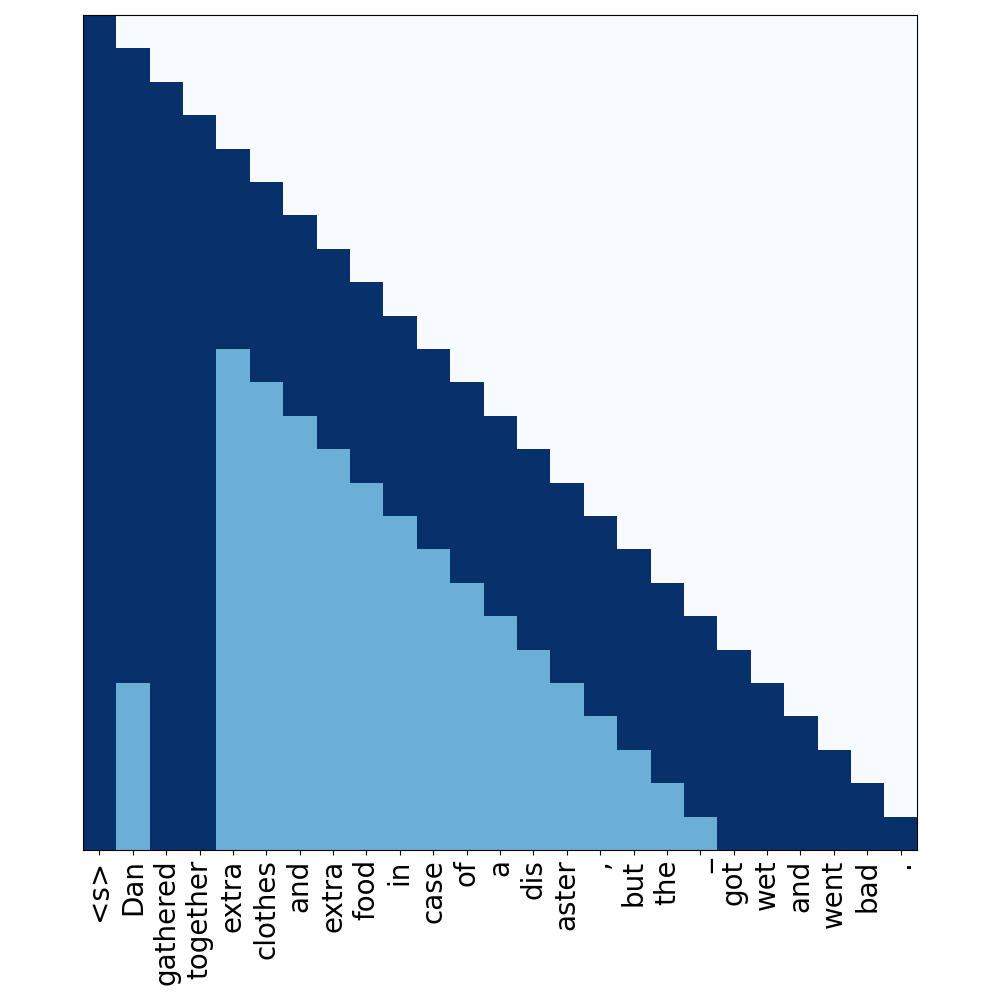 <s>
Dan
gathered
together
extra
clothes
and
extra
food
in
case
of
a
dis
aster
,
but
the
_
got
wet
and
went
bad
.